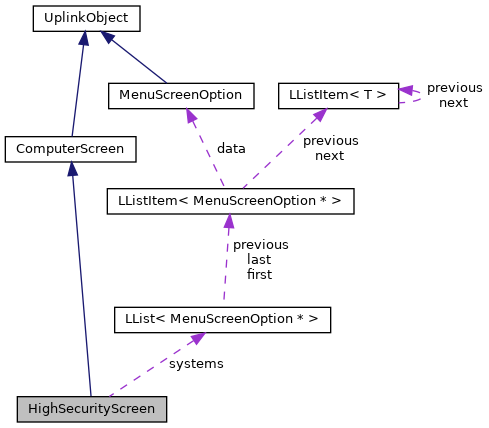 UplinkObject
MenuScreenOption
LListItem< T >
previous
next
ComputerScreen
data
previous
next
LListItem< MenuScreenOption * >
previous
last
first
LList< MenuScreenOption * >
systems
HighSecurityScreen